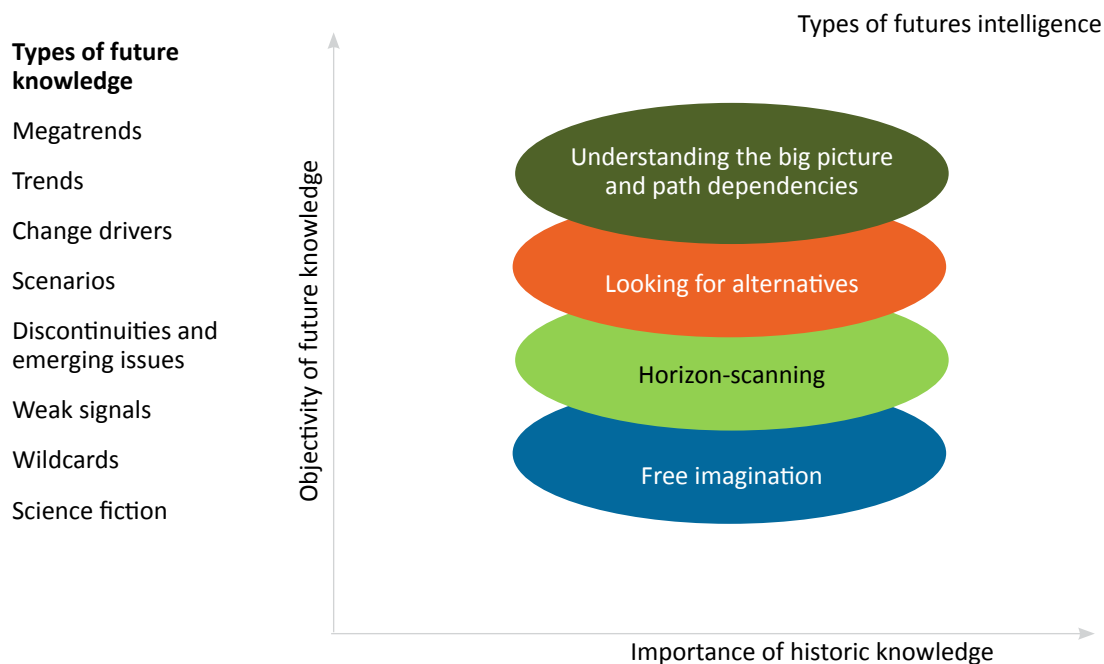 Types of futures intelligence
Types of future
knowledge
Megatrends
Trends
Change drivers
Scenarios
Discontinuities and
emerging issues
Weak signals
Wildcards
Science fiction
Objectivity of future knowledge
Understanding the big picture
and path dependencies
Looking for alternatives
Horizon-scanning
Free imagination
Importance of historic knowledge